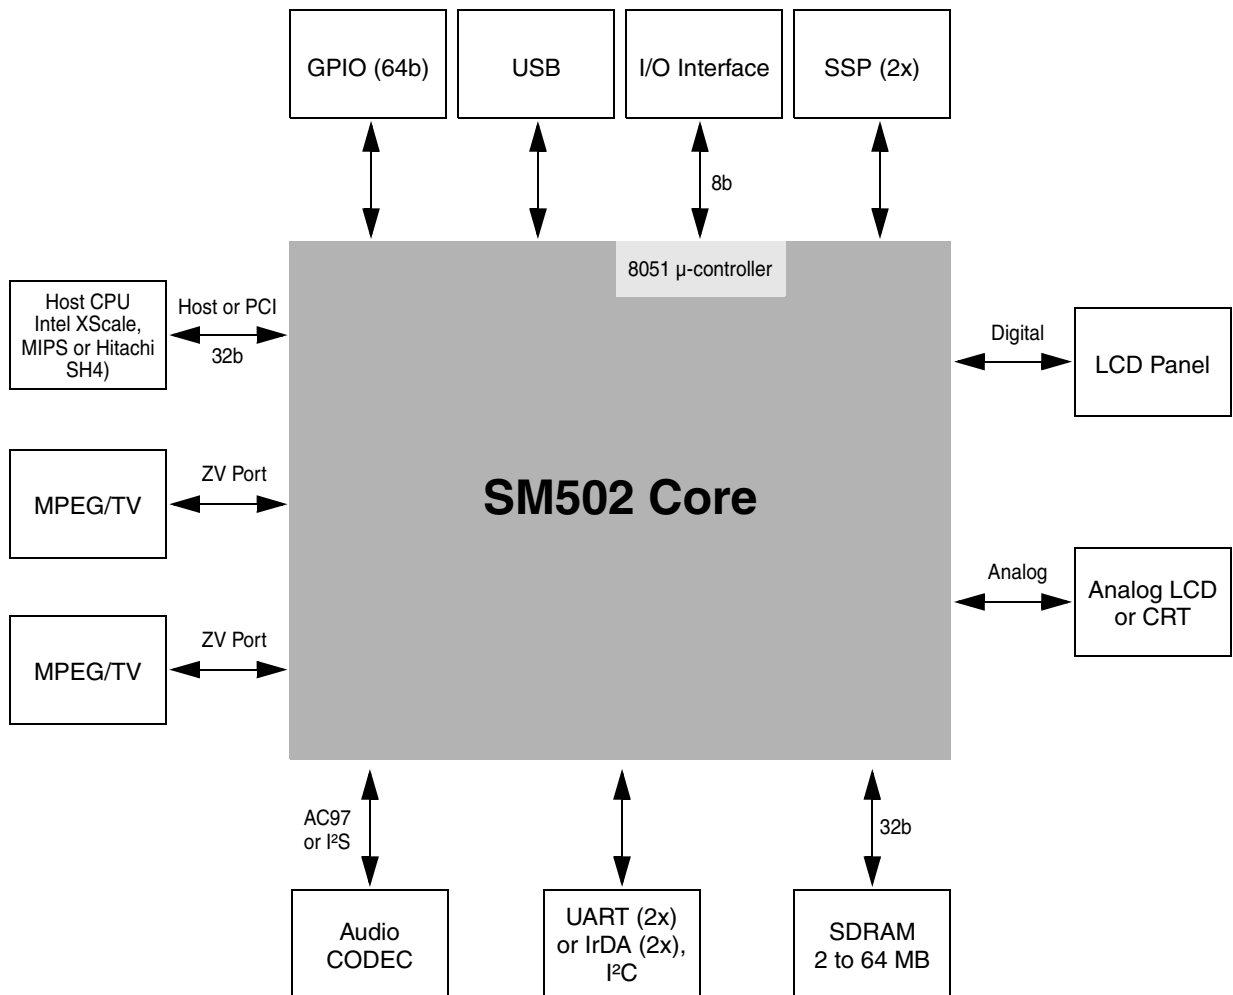 GPIO (64b)
USB
I/O Interface
SSP (2x)
8b
8051 µ-controller
Host CPU
Intel XScale,
MIPS or Hitachi
SH4)
Host or PCI
32b
Digital
LCD Panel
MPEG/TV
ZV Port
SM502 Core
Analog
Analog LCD
or CRT
MPEG/TV
ZV Port
AC97
or I²S
32b
Audio
CODEC
UART (2x)
or IrDA (2x),
I²C
SDRAM
2 to 64 MB